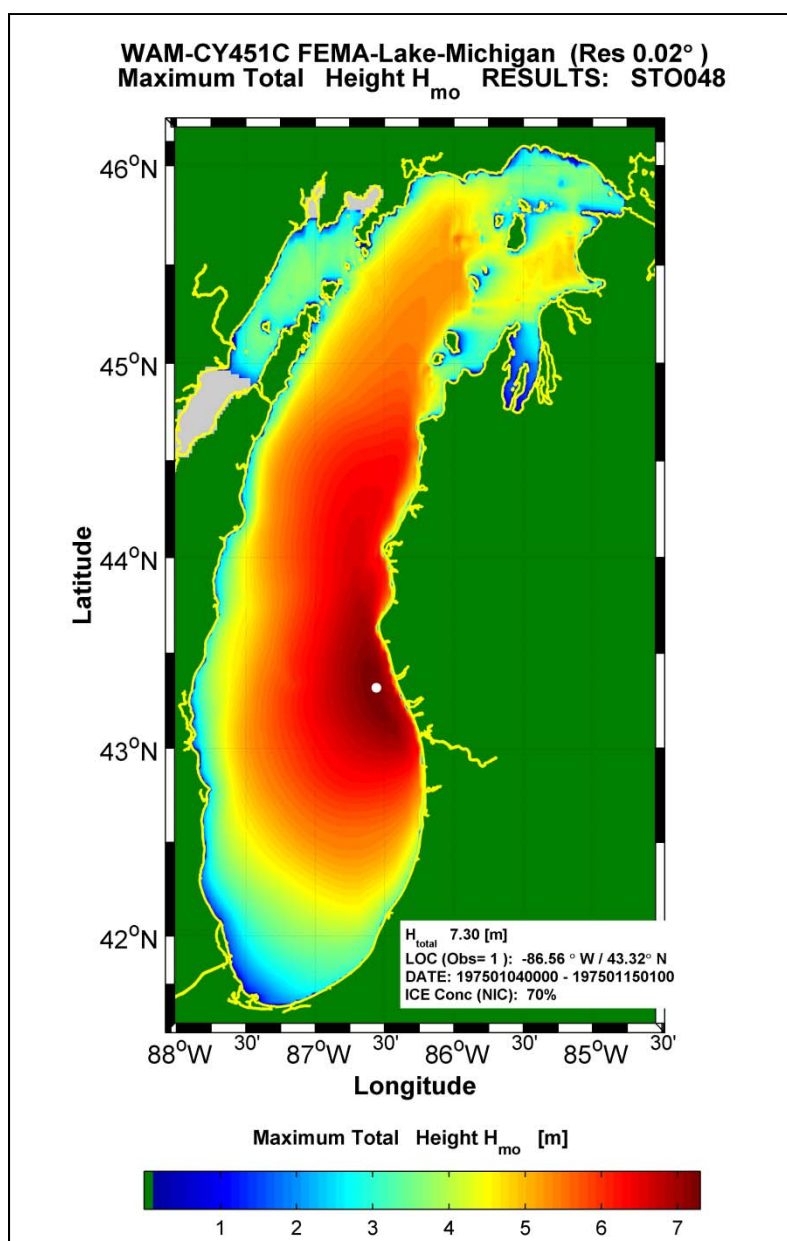 WAM-CY451C FEMA-Lake-Michigan (Res 0.02° )
Maximum Total Height Hmo RESULTS: STO048
46°N
45°N
44°N
43°N
42°N
Latitude
Htotal 7.30 [m]
LOC (Obs= 1 ): -86.56 ° W / 43.32° N
DATE: 197501040000 - 197501150100
ICE Conc (NIC): 70%
88°W 30' 87°W 30' 86°W 30' 85°W 30'
Longitude
Maximum Total Height Hmo [m]
1 2 3 4 5 6 7